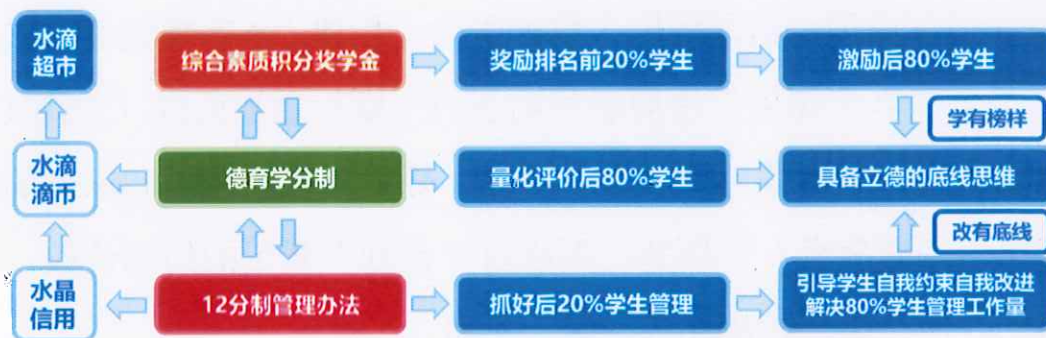 水滴
超市
综合素质积分奖学金
奖励排名前20%学生
激励后80%学生
学有榜样
水滴
滴币
德育学分制
量化评价后80%学生
具备立德的底线思维
改有底线
水晶
信用
12分制管理办法
抓好后20%学生管理
引导学生自我约束自我改进
解决80%学生管理工作量